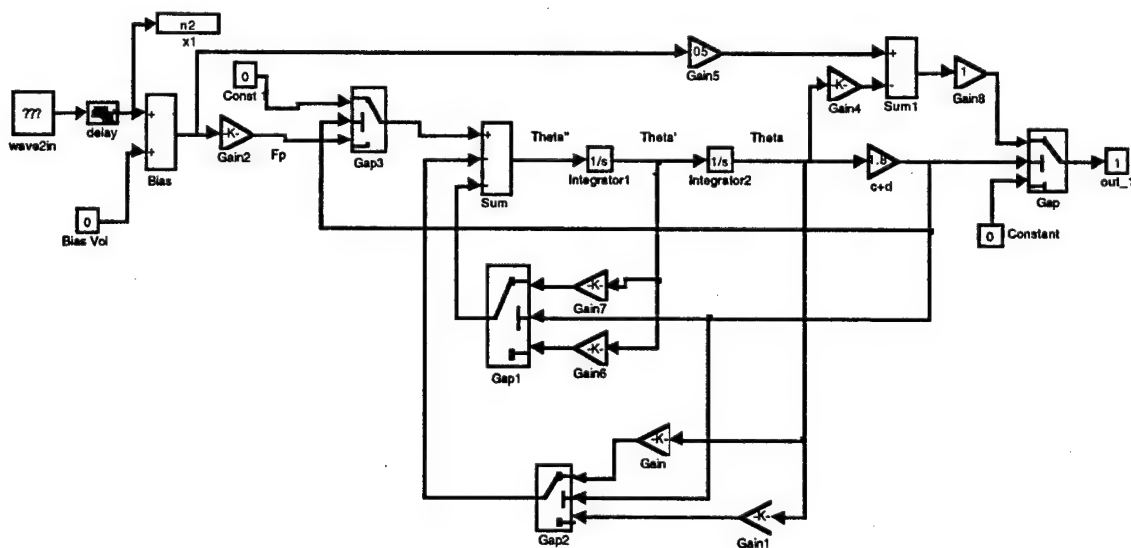 n2
x1
0
Const 1
???
wave2in
delay
+
+
Bias
0
Bias Vol
-K-
Gain2
Fp
Gap3
+
-
-
Sum
Theta''
1/s
Integrator1
Theta'
1/s
Integrator2
Theta
05
Gain5
-K-
Gain4
+
-
Sum1
1
Gain8
1.8
c+d
Gap
1
out_1
0
Constant
-K-
Gain7
-K-
Gain6
Gap1
-K-
Gain
-K-
Gain1
Gap2